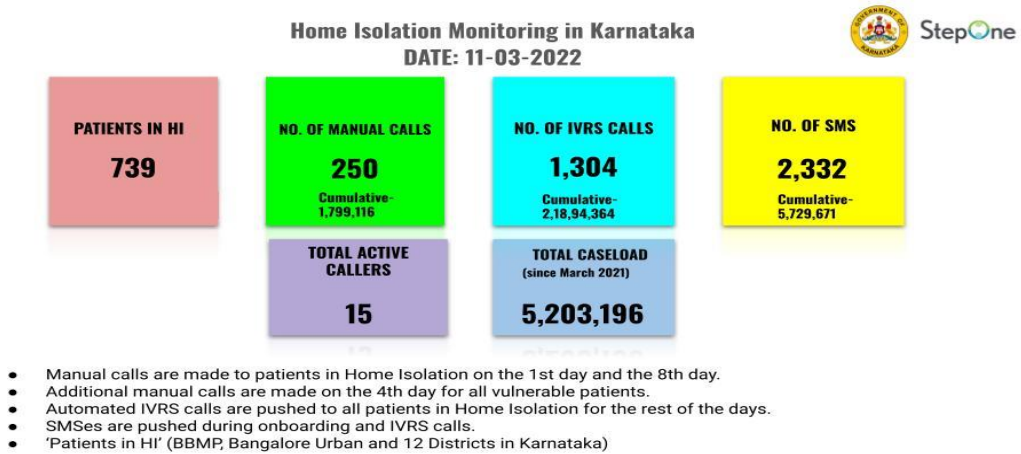 Home Isolation Monitoring in Karnataka
DATE: 11-03-2022
GOVERNMENT OF
KARNATAKA
StepOne
PATIENTS IN HI
739
NO. OF MANUAL CALLS
250
Cumulative-
1,799,116
NO. OF IVRS CALLS
1,304
Cumulative-
2,18,94,364
NO. OF SMS
2,332
Cumulative-
5,729,671
TOTAL ACTIVE
CALLERS
15
TOTAL CASELOAD
(since March 2021)
5,203,196
• Manual calls are made to patients in Home Isolation on the 1st day and the 8th day.
• Additional manual calls are made on the 4th day for all vulnerable patients.
• Automated IVRS calls are pushed to all patients in Home Isolation for the rest of the days.
• SMSes are pushed during onboarding and IVRS calls.
• ‘Patients in HI’ (BBMP, Bangalore Urban and 12 Districts in Karnataka)